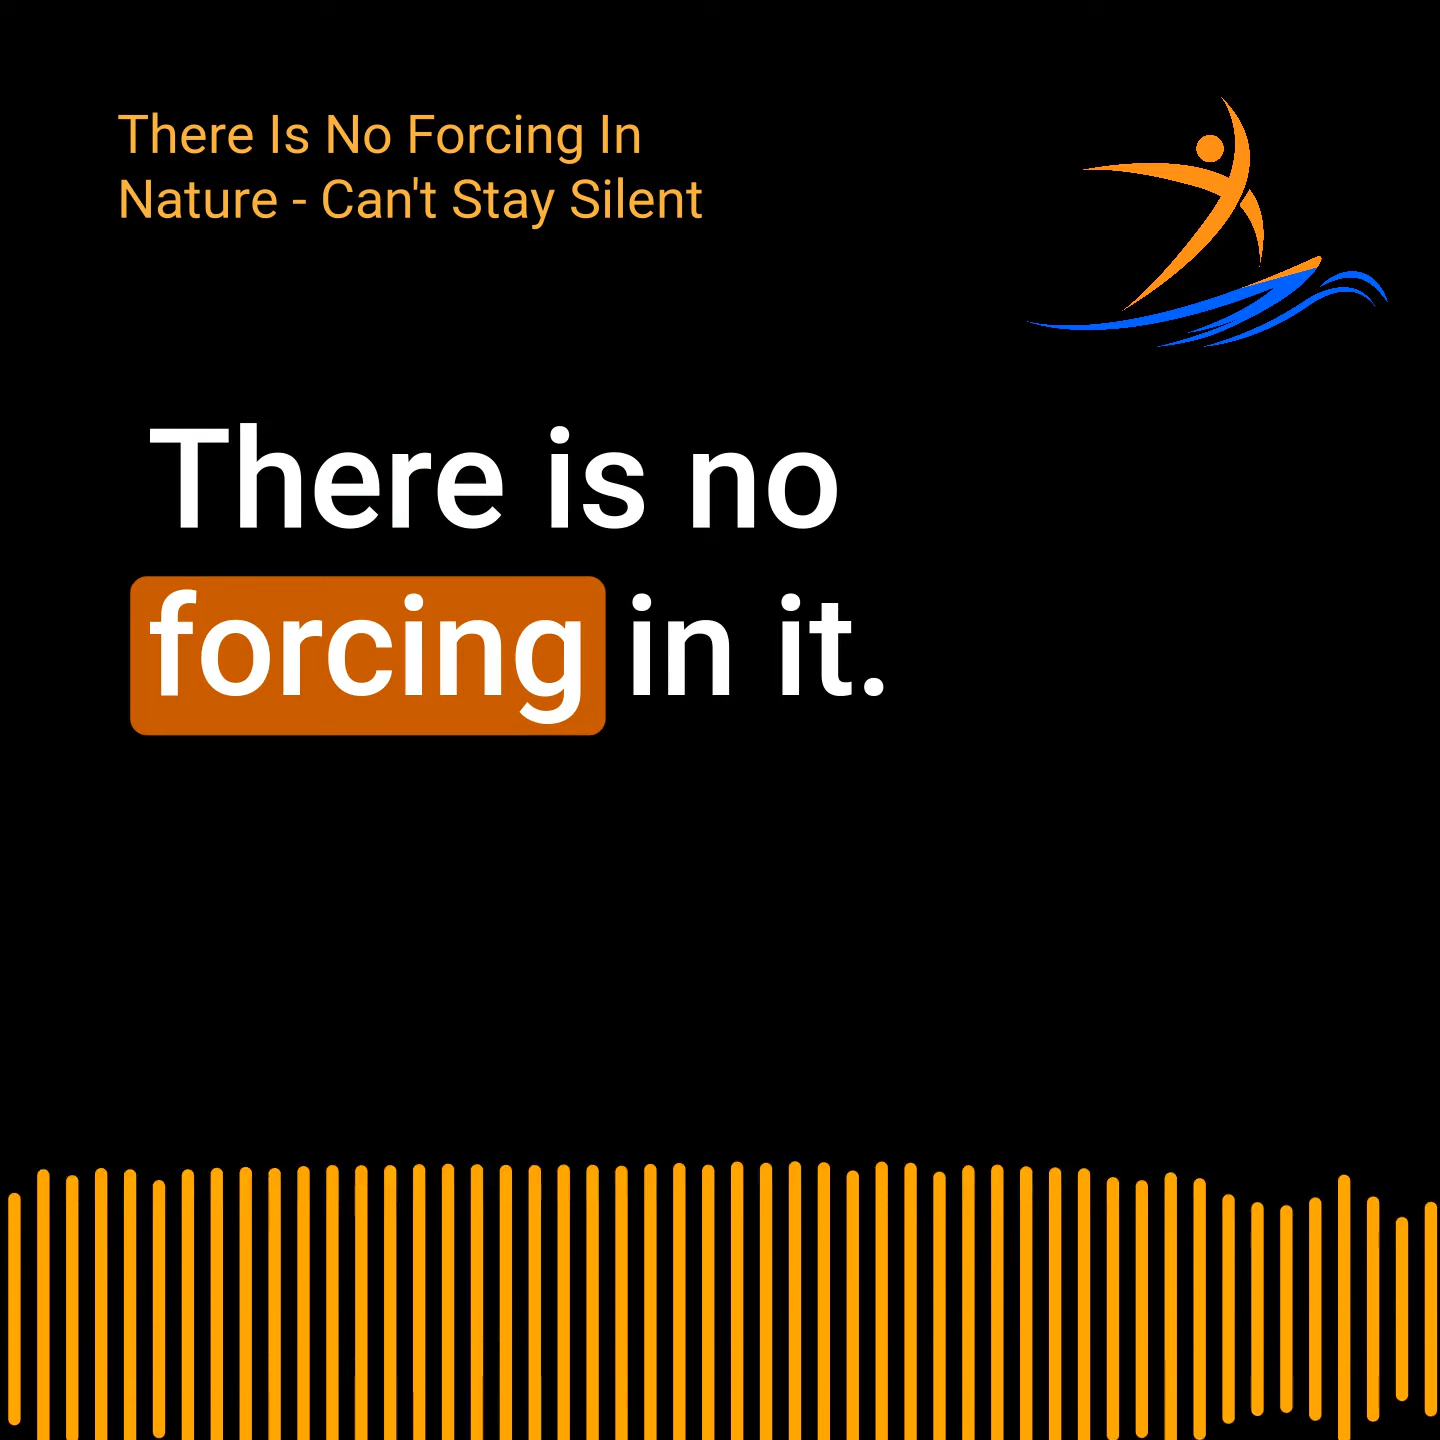 There Is No Forcing In
Nature - Can't Stay Silent
There is no
forcing in it.